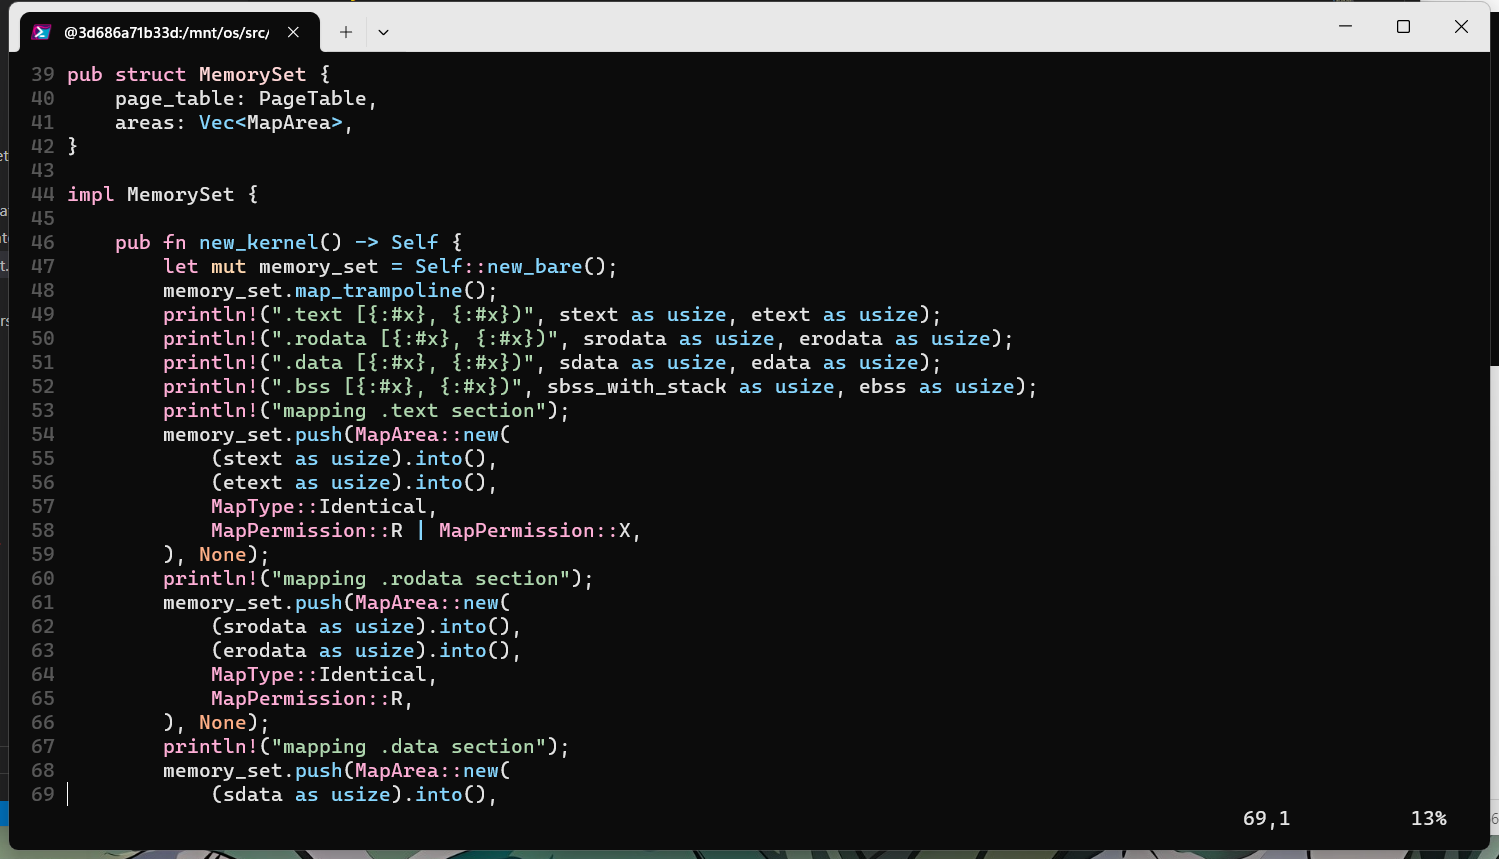 @3d686a71b33d:/mnt/os/src/
39 pub struct MemorySet {
40     page_table: PageTable,
41     areas: Vec<MapArea>,
42 }
43
44 impl MemorySet {
45
46     pub fn new_kernel() -> Self {
47         let mut memory_set = Self::new_bare();
48         memory_set.map_trampoline();
49         println!(".text [{:#x}, {:#x})", stext as usize, etext as usize);
50         println!(".rodata [{:#x}, {:#x})", srodata as usize, erodata as usize);
51         println!(".data [{:#x}, {:#x})", sdata as usize, edata as usize);
52         println!(".bss [{:#x}, {:#x})", sbss_with_stack as usize, ebss as usize);
53         println!("mapping .text section");
54         memory_set.push(MapArea::new(
55             (stext as usize).into(),
56             (etext as usize).into(),
57             MapType::Identical,
58             MapPermission::R | MapPermission::X,
59         ), None);
60         println!("mapping .rodata section");
61         memory_set.push(MapArea::new(
62             (srodata as usize).into(),
63             (erodata as usize).into(),
64             MapType::Identical,
65             MapPermission::R,
66         ), None);
67         println!("mapping .data section");
68         memory_set.push(MapArea::new(
69             (sdata as usize).into(),
69,1 13%